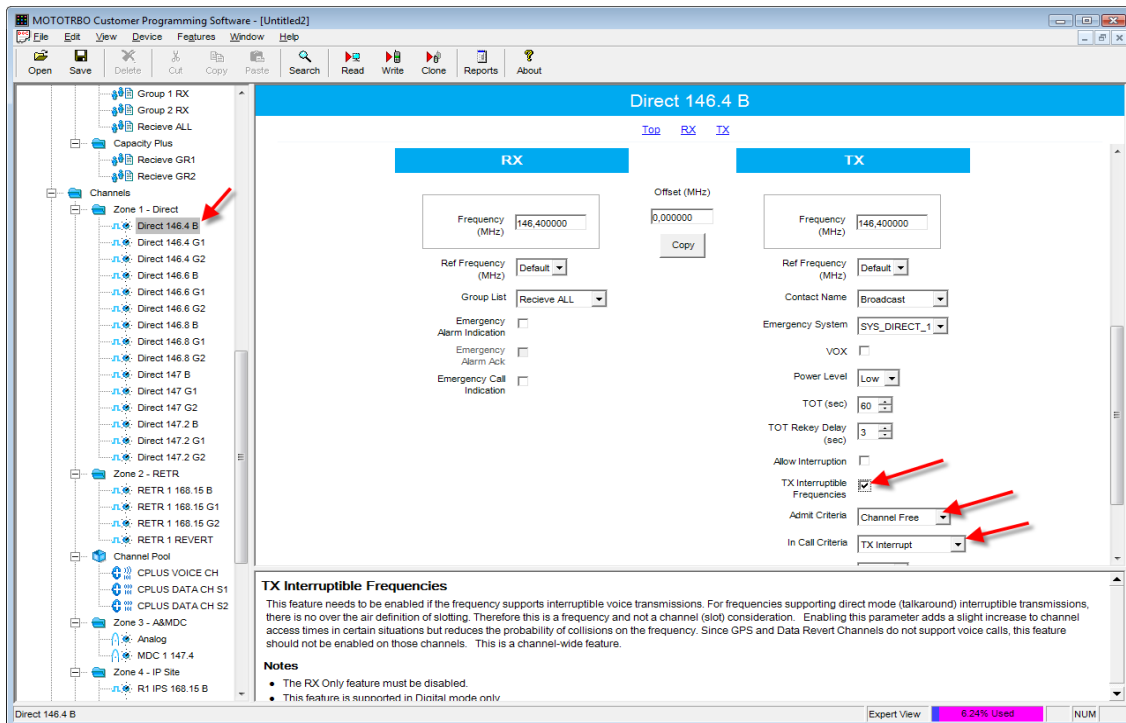 MOTOTRBO Customer Programming Software - [Untitled2]
File Edit View Device Features Window Help
Open Save Delete Cut Copy Paste Search Read Write Clone Reports About
Group 1 RX
Group 2 RX
Recieve ALL
Capacity Plus
Recieve GR1
Recieve GR2
Channels
Zone 1 - Direct
Direct 146.4 B
Direct 146.4 G1
Direct 146.4 G2
Direct 146.6 B
Direct 146.6 G1
Direct 146.6 G2
Direct 146.8 B
Direct 146.8 G1
Direct 146.8 G2
Direct 147 B
Direct 147 G1
Direct 147 G2
Direct 147.2 B
Direct 147.2 G1
Direct 147.2 G2
Zone 2 - RETR
RETR 1 168.15 B
RETR 1 168.15 G1
RETR 1 168.15 G2
RETR 1 REVERT
Channel Pool
CPLUS VOICE CH
CPLUS DATA CH S1
CPLUS DATA CH S2
Zone 3 - A&MDC
Analog
MDC 1 147.4
Zone 4 - IP Site
R1 IPS 168.15 B
Direct 146.4 B
Top RX TX
RX
Frequency
(MHz)
146,400000
Ref Frequency
(MHz)
Default
Group List
Recieve ALL
Emergency
Alarm Indication
Emergency
Alarm Ack
Emergency Call
Indication
Offset (MHz)
0,000000
Copy
TX
Frequency
(MHz)
146,400000
Ref Frequency
(MHz)
Default
Contact Name
Broadcast
Emergency System
SYS_DIRECT_1
VOX
Power Level
Low
TOT (sec)
60
TOT Rekey Delay
(sec)
3
Allow Interruption
TX Interruptible
Frequencies
Admit Criteria
Channel Free
In Call Criteria
TX Interrupt
TX Interruptible Frequencies
This feature needs to be enabled if the frequency supports interruptible voice transmissions. For frequencies supporting direct mode (talkaround) interruptible transmissions,
there is no over the air definition of slotting. Therefore this is a frequency and not a channel (slot) consideration. Enabling this parameter adds a slight increase to channel
access times in certain situations but reduces the probability of collisions on the frequency. Since GPS and Data Revert Channels do not support voice calls, this feature
should not be enabled on those channels. This is a channel-wide feature.
Notes
• The RX Only feature must be disabled.
• This feature is supported in Digital mode only
Direct 146.4 B
Expert View
6.24% Used
NUM